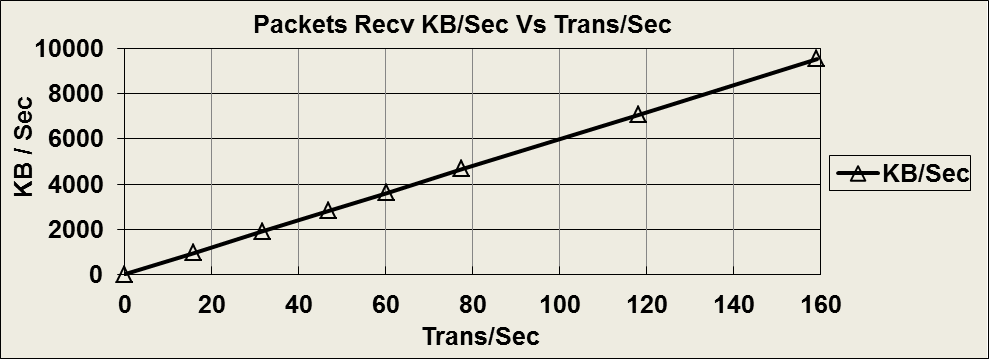 Packets Recv KB/Sec Vs Trans/Sec
10000
8000
6000
4000
2000
0
KB / Sec
0 20 40 60 80 100 120 140 160
Trans/Sec
KB/Sec